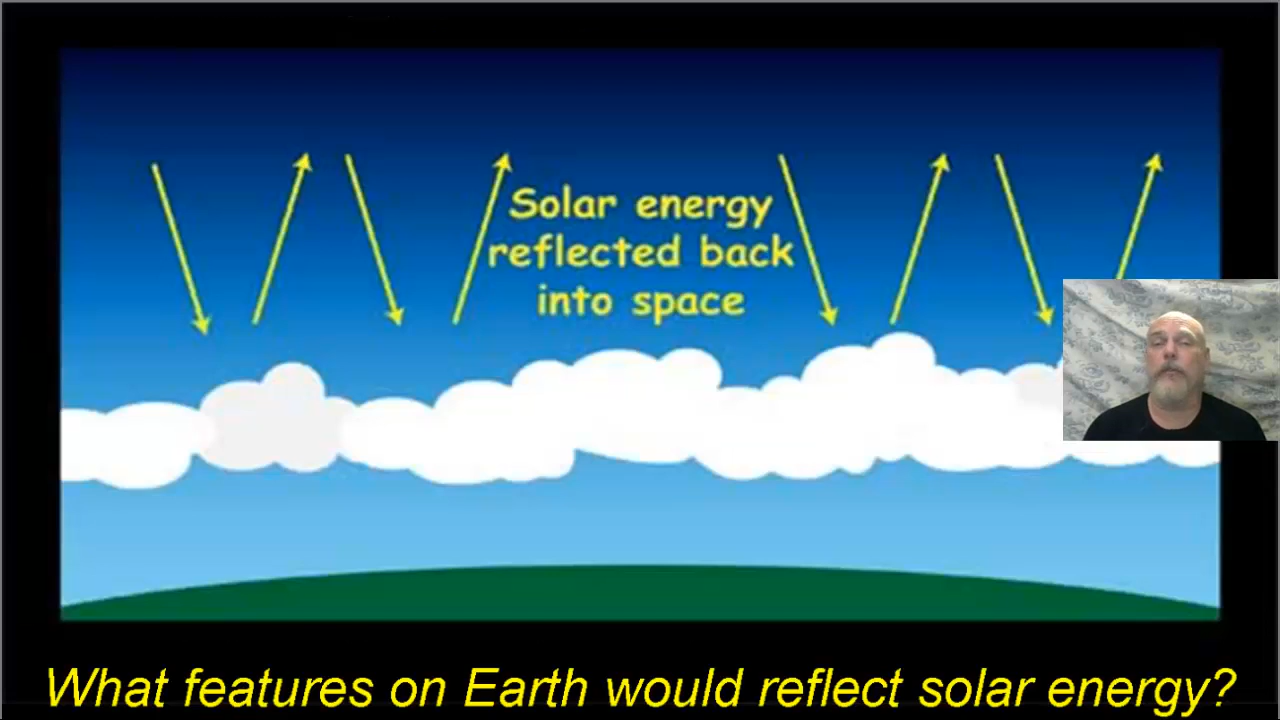 Solar energy
reflected back
into space
What features on Earth would reflect solar energy?